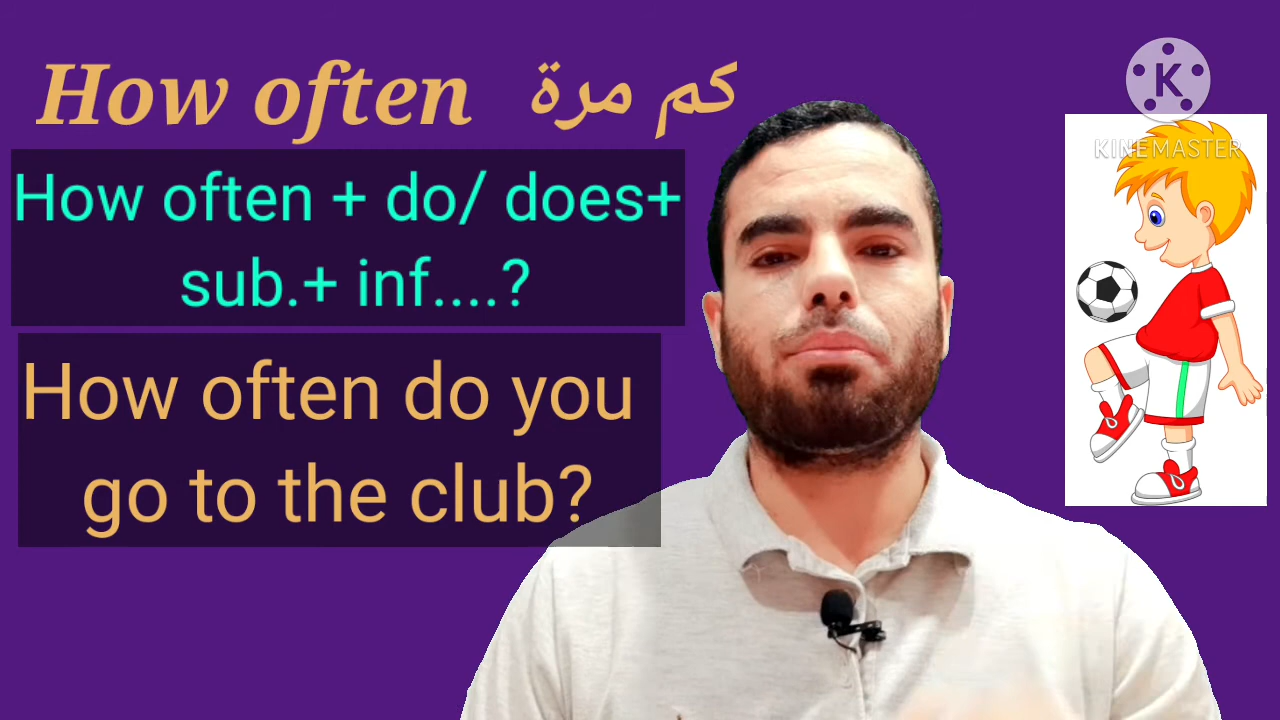 How often كم مرة
How often + do/ does+
sub.+ inf....?
How often do you
go to the club?
K
KINEMASTER